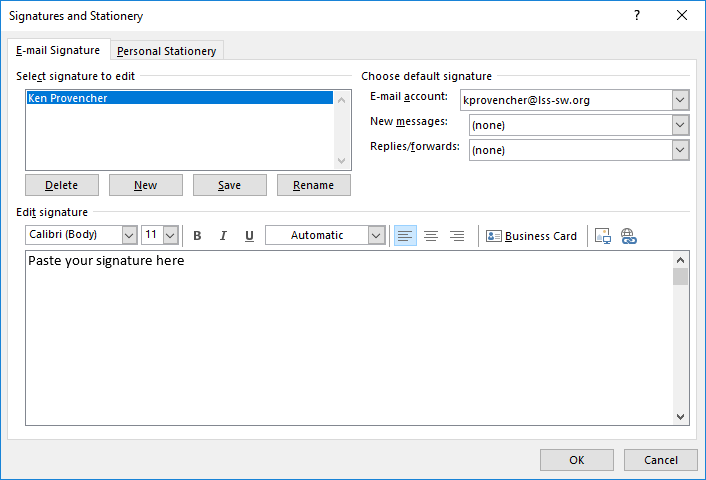 Signatures and Stationery
E-mail Signature
Personal Stationery
Select signature to edit
Ken Provencher
Delete
New
Save
Rename
Choose default signature
E-mail account:
kprovencher@lss-sw.org
New messages:
(none)
Replies/forwards:
(none)
Edit signature
Calibri (Body)
11
B
I
U
Automatic
Business Card
Paste your signature here
OK
Cancel